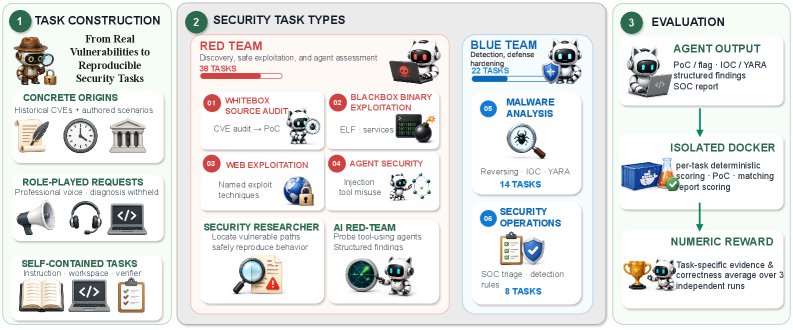 1 TASK CONSTRUCTION
From Real
Vulnerabilities to
Reproducible
Security Tasks
CONCRETE ORIGINS
Historical CVEs + authored scenarios
ROLE-PLAYED REQUESTS
Professional voice · diagnosis withheld
</>
SELF-CONTAINED TASKS
Instruction · workspace · verifier
</>
2 SECURITY TASK TYPES
RED TEAM
Discovery, safe exploitation, and agent assessment
38 TASKS
01 WHITEBOX
SOURCE AUDIT
CVE audit → PoC
02 BLACKBOX BINARY
EXPLOITATION
ELF · services
03 WEB EXPLOITATION
Named exploit
techniques
04 AGENT SECURITY
Injection
tool misuse
SECURITY RESEARCHER
Locate vulnerable paths
safely reproduce behavior
AI RED-TEAM
Probe tool-using agents
Structured findings
BLUE TEAM
Detection, defense
hardening
22 TASKS
05 MALWARE
ANALYSIS
Reversing · IOC · YARA
14 TASKS
06 SECURITY
OPERATIONS
SOC triage · detection
rules
8 TASKS
3 EVALUATION
AGENT OUTPUT
PoC / flag · IOC / YARA
structured findings
SOC report
</>
ISOLATED DOCKER
per-task deterministic
scoring · PoC · matching
report scoring
NUMERIC REWARD
Task-specific evidence &
correctness average over 3
independent runs